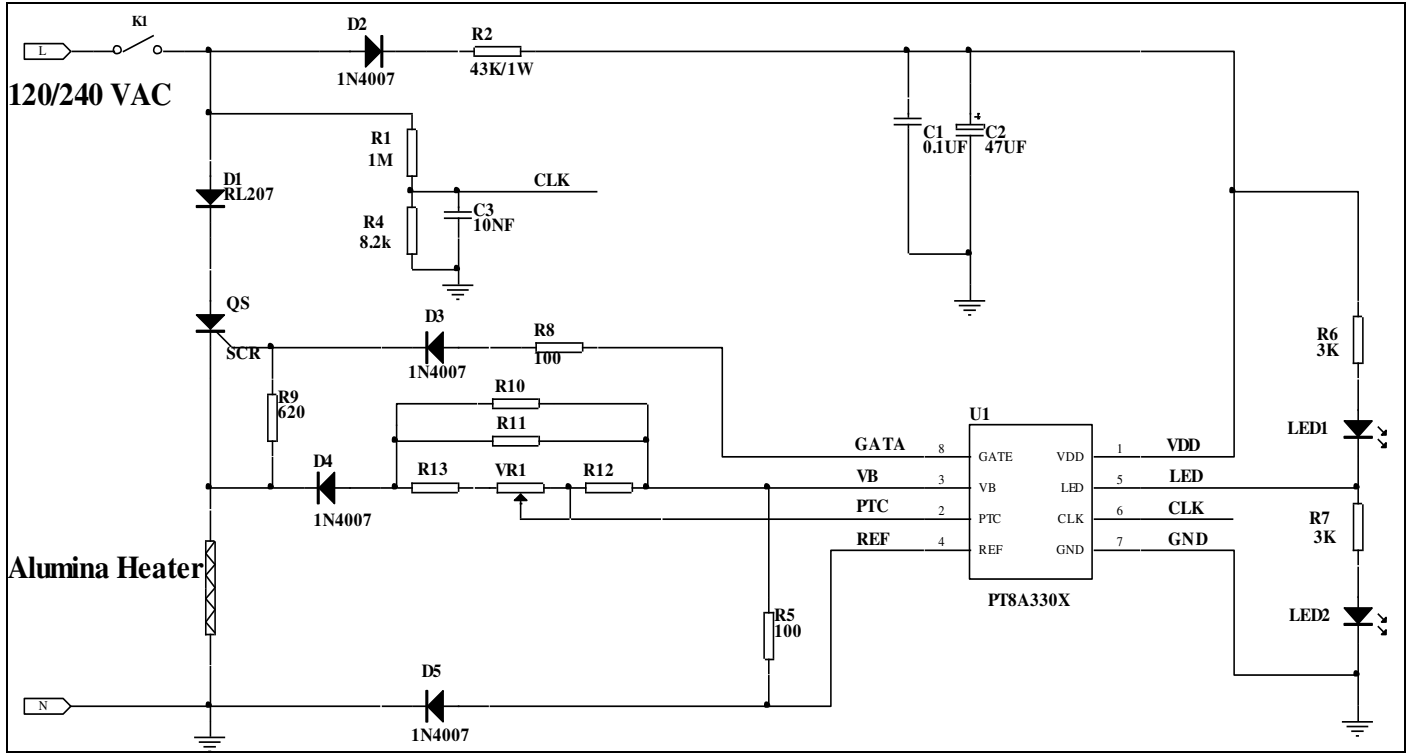 K1
L
120/240 VAC
D2
1N4007
R2
43K/1W
C1
0.1UF
C2
47UF
R1
1M
CLK
D1
RL207
R4
8.2k
C3
10NF
QS
SCR
D3
1N4007
R8
100
R9
620
R10
R11
D4
1N4007
R13
VR1
R12
GATA
VB
PTC
REF
8
3
2
4
U1
GATE
VB
PTC
REF
VDD
LED
CLK
GND
PT8A330X
1
5
6
7
VDD
LED
CLK
GND
R6
3K
LED1
R7
3K
LED2
Alumina Heater
R5
100
D5
1N4007
N